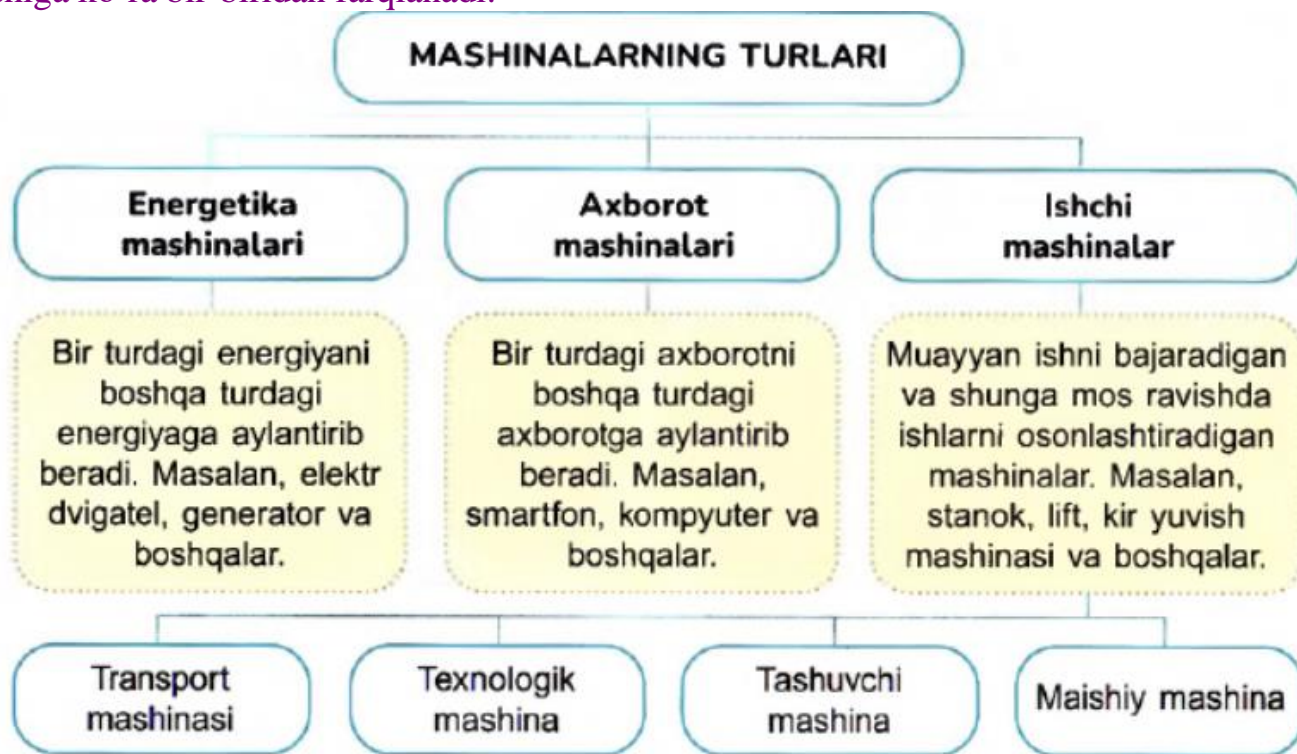 bir-biridan farqlanadi.
MASHINALARNING TURLARI
Energetika
mashinalari
Axborot
mashinalari
Ishchi
mashinalar
Bir turdagi energiyani
boshqa turdagi
energiyaga aylantirib
beradi. Masalan, elektr
dvigatel, generator va
boshqalar.
Bir turdagi axborotni
boshqa turdagi
axborotga aylantirib
beradi. Masalan,
smartfon, kompyuter va
boshqalar.
Muayyan ishni bajaradigan
va shunga mos ravishda
ishlarni osonlashtiradigan
mashinalar. Masalan,
stanok, lift, kir yuvish
mashinasi va boshqalar.
Transport
mashinasi
Texnologik
mashina
Tashuvchi
mashina
Maishiy mashina